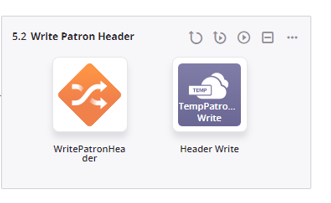 5.2 Write Patron Header
TEMP
TempPatro...
Write
WritePatronHea
der
Header Write